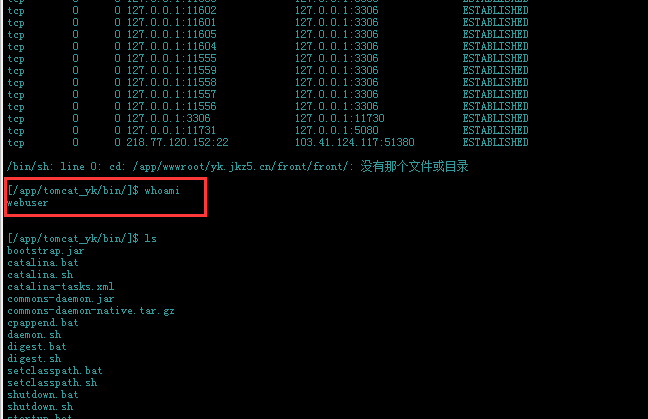 tcp 0 0 127.0.0.1:11602 127.0.0.1:3306 ESTABLISHED
tcp 0 0 127.0.0.1:11601 127.0.0.1:3306 ESTABLISHED
tcp 0 0 127.0.0.1:11605 127.0.0.1:3306 ESTABLISHED
tcp 0 0 127.0.0.1:11604 127.0.0.1:3306 ESTABLISHED
tcp 0 0 127.0.0.1:11555 127.0.0.1:3306 ESTABLISHED
tcp 0 0 127.0.0.1:11559 127.0.0.1:3306 ESTABLISHED
tcp 0 0 127.0.0.1:11558 127.0.0.1:3306 ESTABLISHED
tcp 0 0 127.0.0.1:11557 127.0.0.1:3306 ESTABLISHED
tcp 0 0 127.0.0.1:11556 127.0.0.1:3306 ESTABLISHED
tcp 0 0 127.0.0.1:3306 127.0.0.1:11730 ESTABLISHED
tcp 0 0 127.0.0.1:11731 127.0.0.1:5080 ESTABLISHED
tcp 0 0 218.77.120.152:22 103.41.124.117:51380 ESTABLISHED
/bin/sh: line 0: cd: /app/wwwroot/yk.jkz5.cn/front/front/: 没有那个文件或目录
[/app/tomcat_yk/bin/]$ whoami
webuser
[/app/tomcat_yk/bin/]$ ls
bootstrap.jar
catalina.bat
catalina.sh
catalina-tasks.xml
commons-daemon.jar
commons-daemon-native.tar.gz
cpappend.bat
daemon.sh
digest.bat
digest.sh
setclasspath.bat
setclasspath.sh
shutdown.bat
shutdown.sh